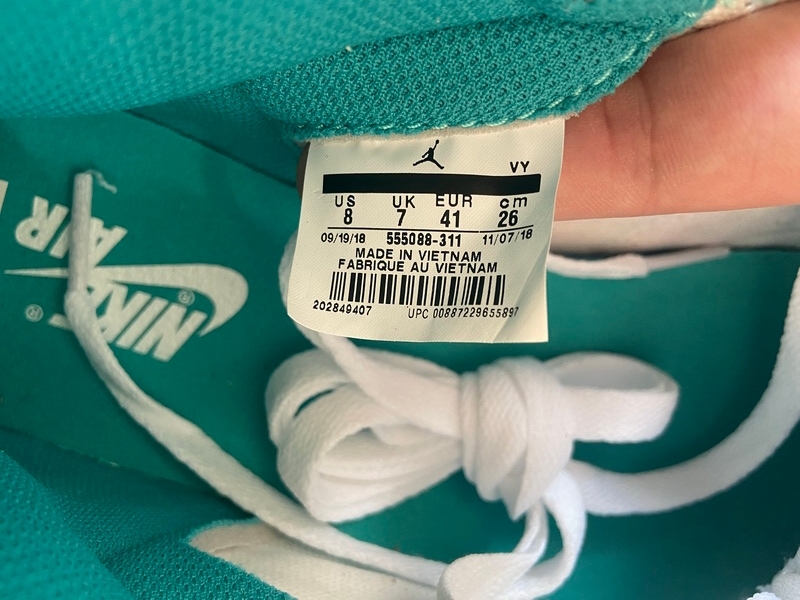 VY
US UK EUR cm
8 7 41 26
09/19/18 555088-311 11/07/18
MADE IN VIETNAM
FABRIQUE AU VIETNAM
202849407 UPC 00887229655897
NIKE ®
AIR ®